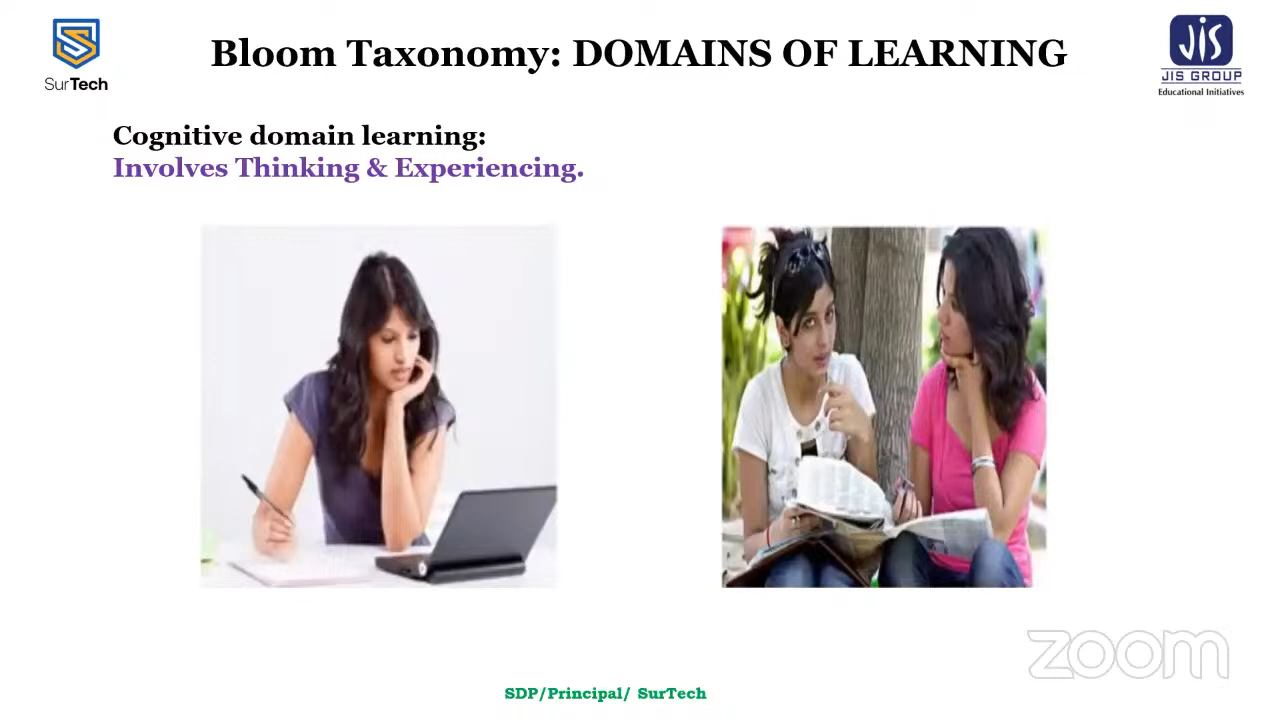 SurTech
Bloom Taxonomy: DOMAINS OF LEARNING
JIS
JIS GROUP
Educational Initiatives
Cognitive domain learning:
Involves Thinking & Experiencing.
zoom
SDP/Principal/ SurTech